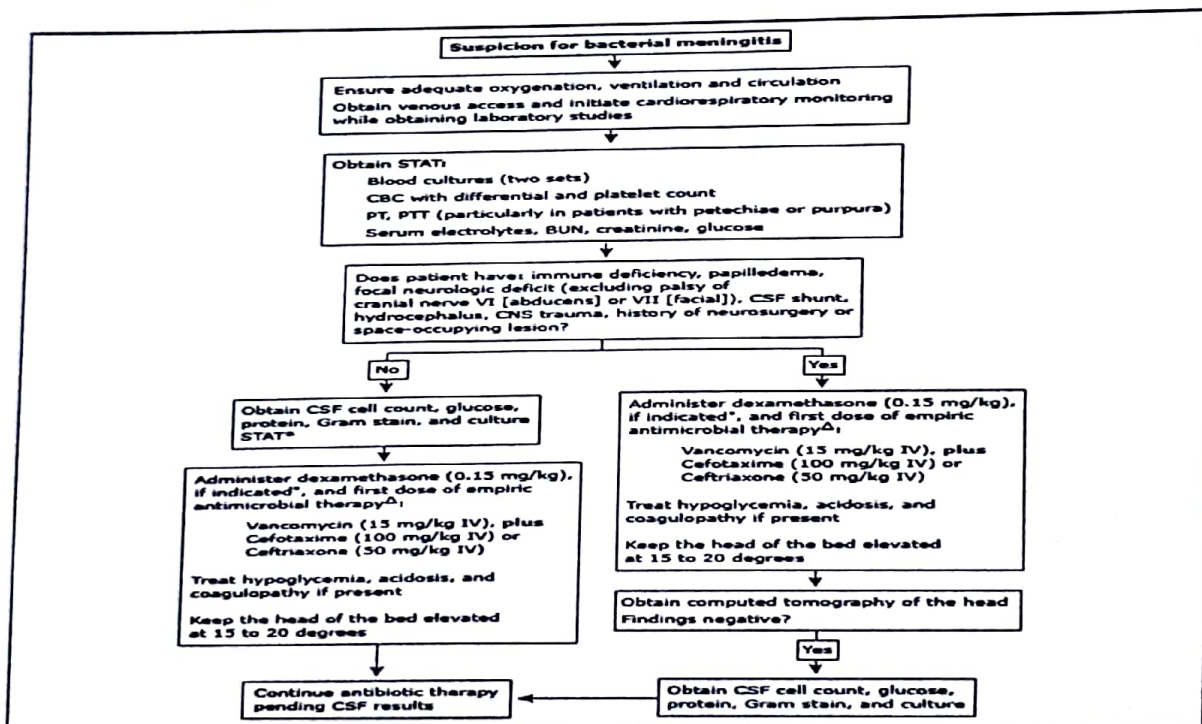 Suspicion for bacterial meningitis
Ensure adequate oxygenation, ventilation and circulation
Obtain venous access and initiate cardiorespiratory monitoring
while obtaining laboratory studies
Obtain STAT:
Blood cultures (two sets)
CBC with differential and platelet count
PT, PTT (particularly in patients with petechiae or purpura)
Serum electrolytes, BUN, creatinine, glucose
Does patient have: immune deficiency, papilledema,
focal neurologic deficit (excluding palsy of
cranial nerve VI [abducens] or VII [facial]), CSF shunt,
hydrocephalus, CNS trauma, history of neurosurgery or
space-occupying lesion?
No
Obtain CSF cell count, glucose,
protein, Gram stain, and culture
STAT*
Administer dexamethasone (0.15 mg/kg),
if indicated*, and first dose of empiric
antimicrobial therapyΔ:
Vancomycin (15 mg/kg IV), plus
Cefotaxime (100 mg/kg IV) or
Ceftriaxone (50 mg/kg IV)
Treat hypoglycemia, acidosis, and
coagulopathy if present
Keep the head of the bed elevated
at 15 to 20 degrees
Yes
Administer dexamethasone (0.15 mg/kg),
if indicated*, and first dose of empiric
antimicrobial therapyΔ:
Vancomycin (15 mg/kg IV), plus
Cefotaxime (100 mg/kg IV) or
Ceftriaxone (50 mg/kg IV)
Treat hypoglycemia, acidosis, and
coagulopathy if present
Keep the head of the bed elevated
at 15 to 20 degrees
Obtain computed tomography of the head
Findings negative?
Yes
Obtain CSF cell count, glucose,
protein, Gram stain, and culture
Continue antibiotic therapy
pending CSF results